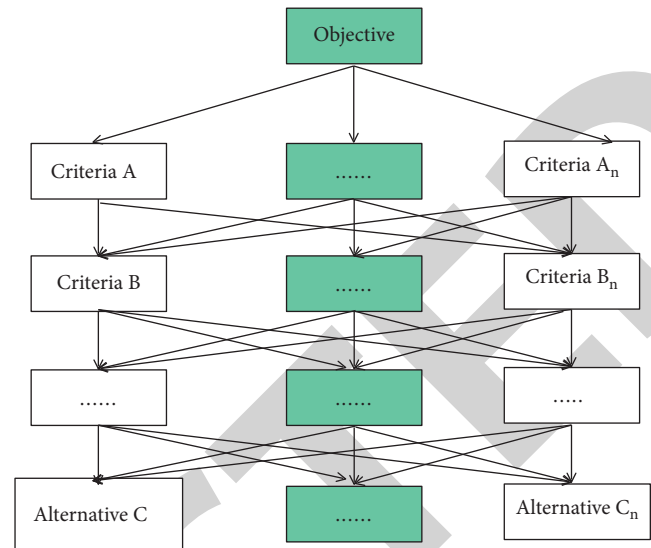 Objective
Criteria A
......
Criteria Aₙ
Criteria B
......
Criteria Bₙ
......
......
.....
Alternative C
......
Alternative Cₙ